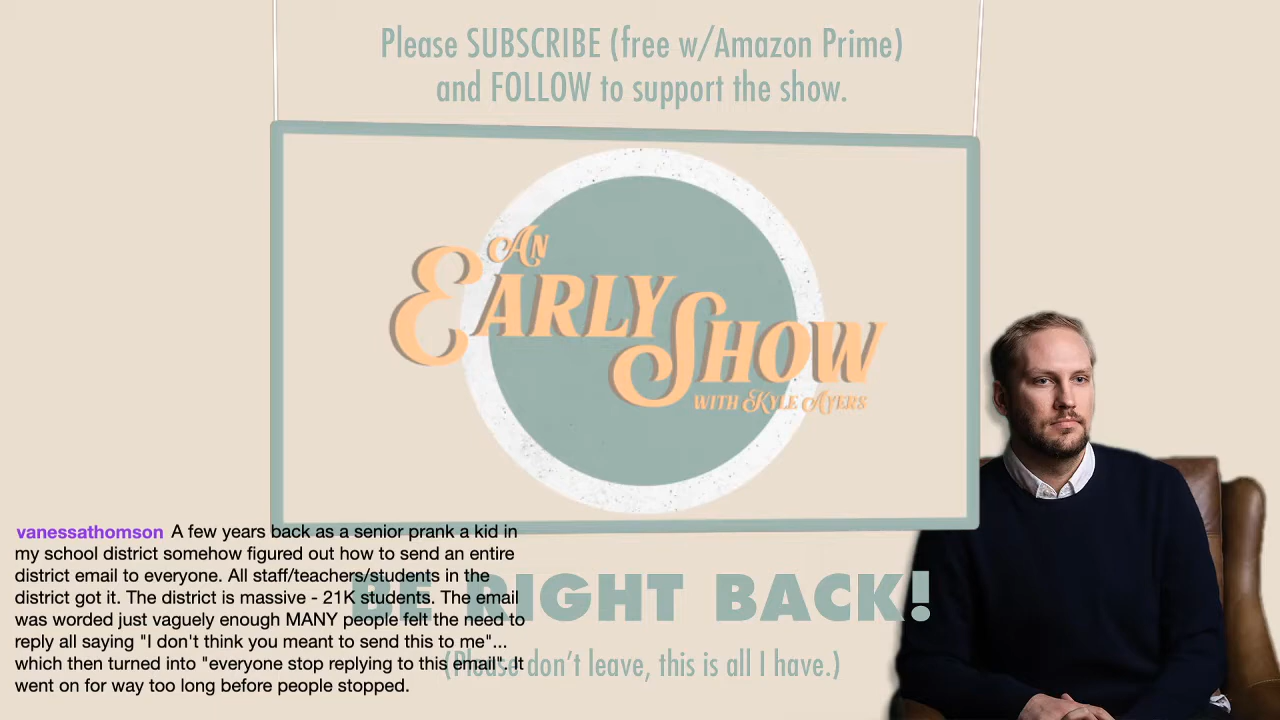 Please SUBSCRIBE (free w/Amazon Prime)
and FOLLOW to support the show.
AN
EARLY
SHOW
WITH KYLE AYERS
vanessathomson A few years back as a senior prank a kid in
my school district somehow figured out how to send an entire
district email to everyone. All staff/teachers/students in the
district got it. The district is massive - 21K students. The email
was worded just vaguely enough MANY people felt the need to
reply all saying "I don't think you meant to send this to me"...
which then turned into "everyone stop replying to this email". It
went on for way too long before people stopped.
BE RIGHT BACK!
(Please don't leave, this is all I have.)